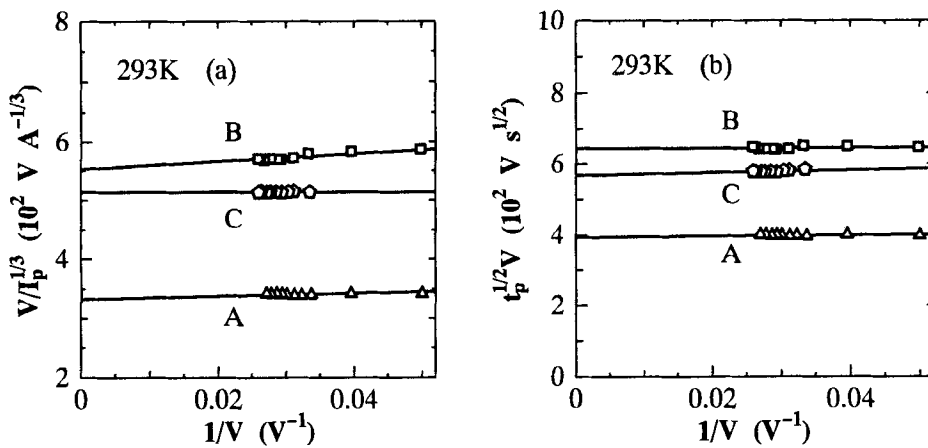 8
6
4
2
V/I_p^{1/3} (10^2 V A^{-1/3})
293K (a)
B
C
A
0 0.02 0.04
1/V (V^{-1})
10
8
6
4
2
0
t_p^{1/2}V (10^2 V s^{1/2})
293K (b)
B
C
A
0 0.02 0.04
1/V (V^{-1})